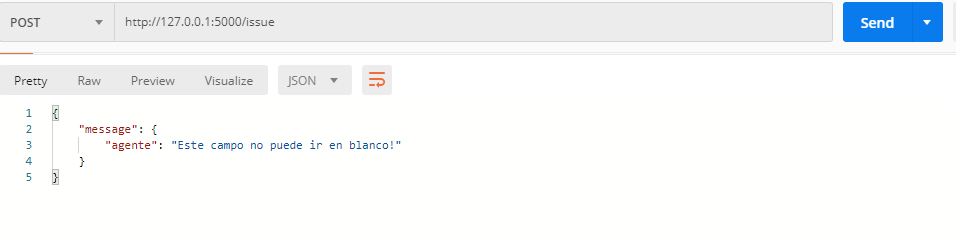 POST http://127.0.0.1:5000/issue Send
Pretty Raw Preview Visualize JSON
1 {
2 "message": {
3 "agente": "Este campo no puede ir en blanco!"
4 }
5 }